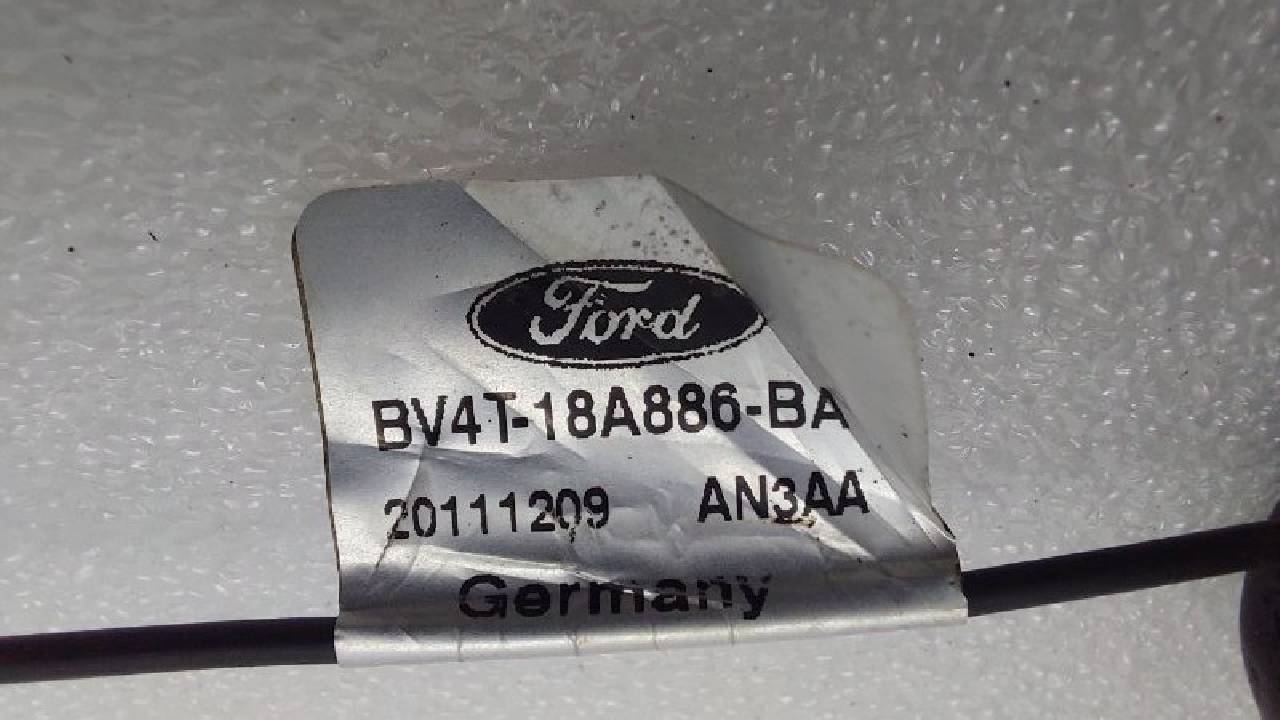 Ford
BV4T-18A886-BA
20111209 AN3AA
Germany